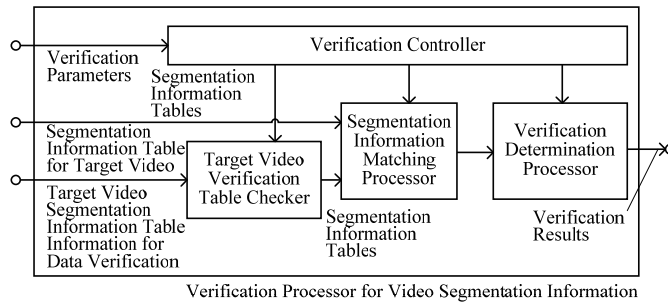 Verification Controller
Verification
Parameters
Segmentation
Information
Tables
Segmentation
Information Table
for Target Video
Target Video
Verification
Table Checker
Segmentation
Information
Matching
Processor
Verification
Determination
Processor
Target Video
Segmentation
Information Table
Information for
Data Verification
Segmentation
Information
Tables
Verification
Results
Verification Processor for Video Segmentation Information